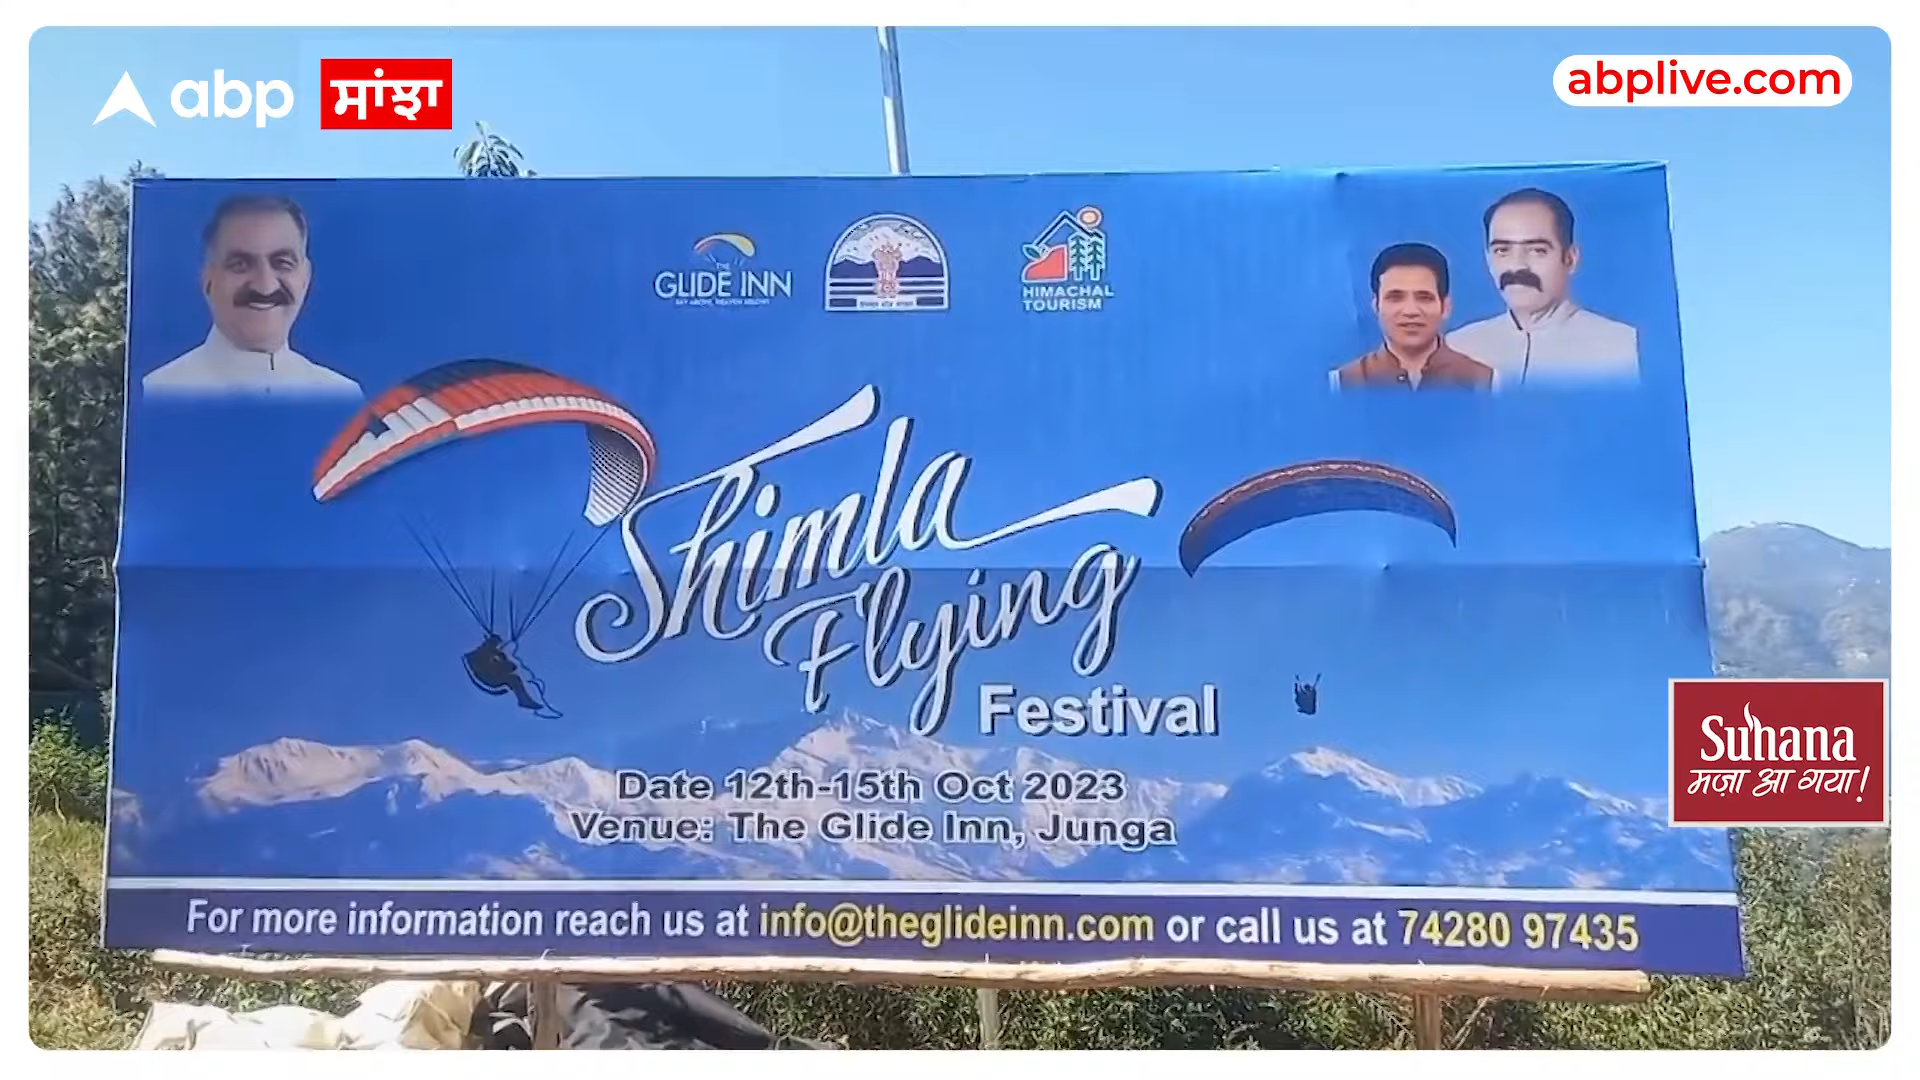 abp ਸਾਂਝਾ
abplive.com
THE
GLIDE INN
HIMACHAL
TOURISM
Shimla
Flying
Festival
Date 12th-15th Oct 2023
Venue: The Glide Inn, Junga
Suhana
मज़ा आ गया!
For more information reach us at info@theglideinn.com or call us at 74280 97435